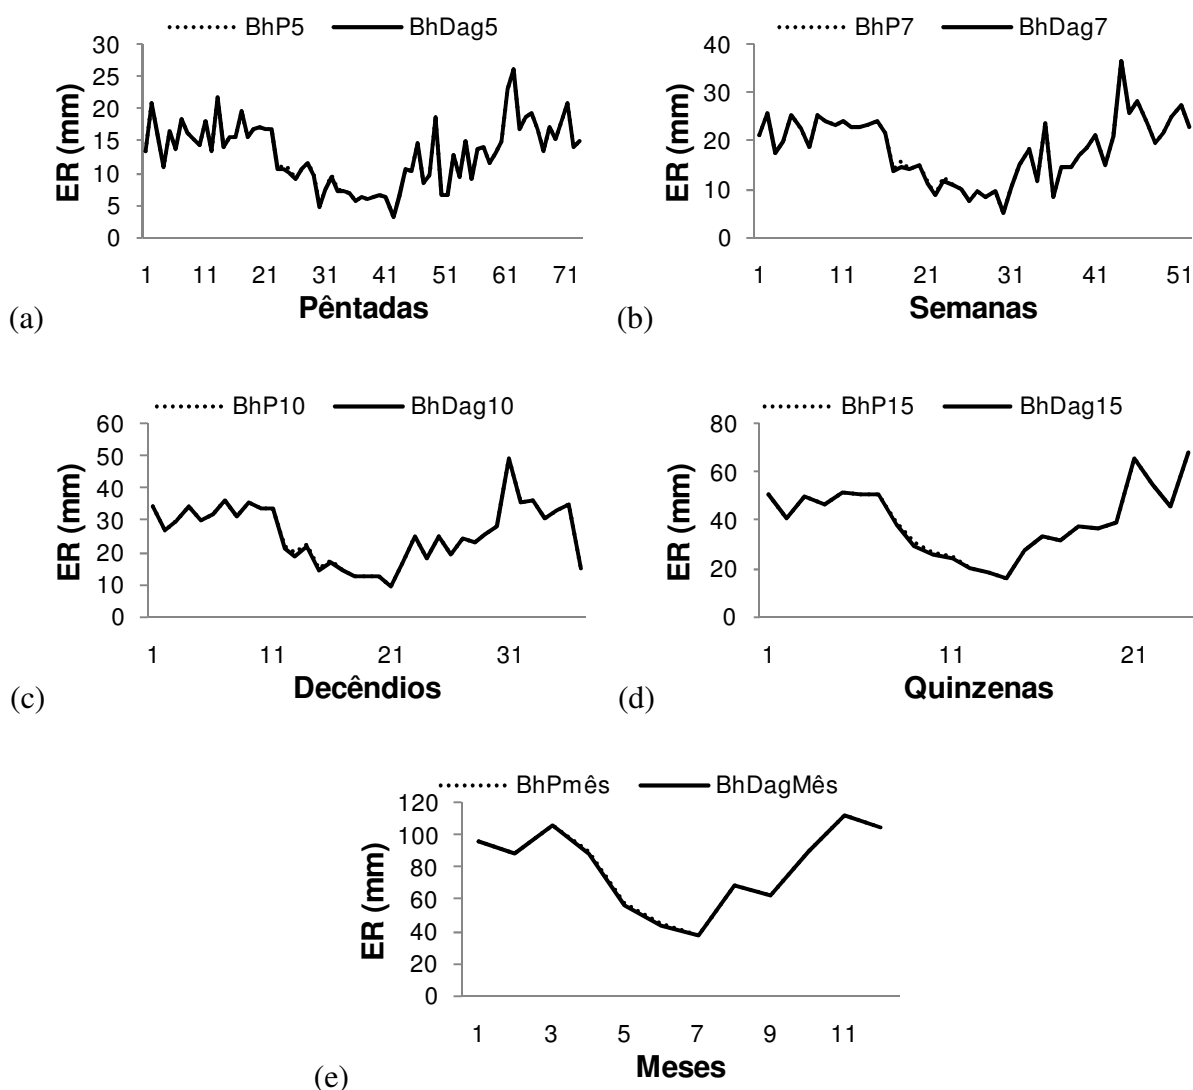 BhP5 BhDag5
30
25
20
15
10
5
0
ER (mm)
1 11 21 31 41 51 61 71
Pêntadas
(a)
BhP7 BhDag7
40
30
20
10
0
ER (mm)
1 11 21 31 41 51
Semanas
(b)
BhP10 BhDag10
60
50
40
30
20
10
0
ER (mm)
1 11 21 31
Decêndios
(c)
BhP15 BhDag15
80
60
40
20
0
ER (mm)
1 11 21
Quinzenas
(d)
BhPmês BhDagMês
120
100
80
60
40
20
0
ER (mm)
1 3 5 7 9 11
Meses
(e)